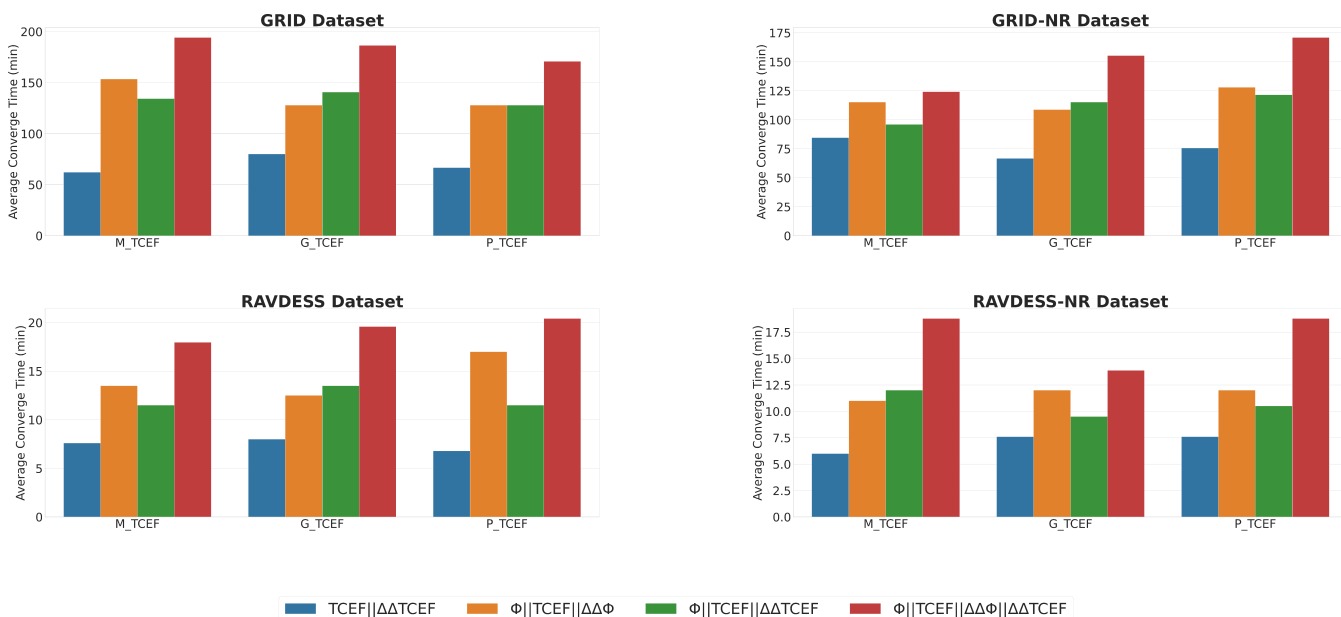 GRID Dataset
Average Converge Time (min)
200
150
100
50
0
M_TCEF G_TCEF P_TCEF
GRID-NR Dataset
Average Converge Time (min)
175
150
125
100
75
50
25
0
M_TCEF G_TCEF P_TCEF
RAVDESS Dataset
Average Converge Time (min)
20
15
10
5
0
M_TCEF G_TCEF P_TCEF
RAVDESS-NR Dataset
Average Converge Time (min)
17.5
15.0
12.5
10.0
7.5
5.0
2.5
0.0
M_TCEF G_TCEF P_TCEF
TCEF||ΔΔTCEF Φ||TCEF||ΔΔΦ Φ||TCEF||ΔΔTCEF Φ||TCEF||ΔΔΦ||ΔΔTCEF